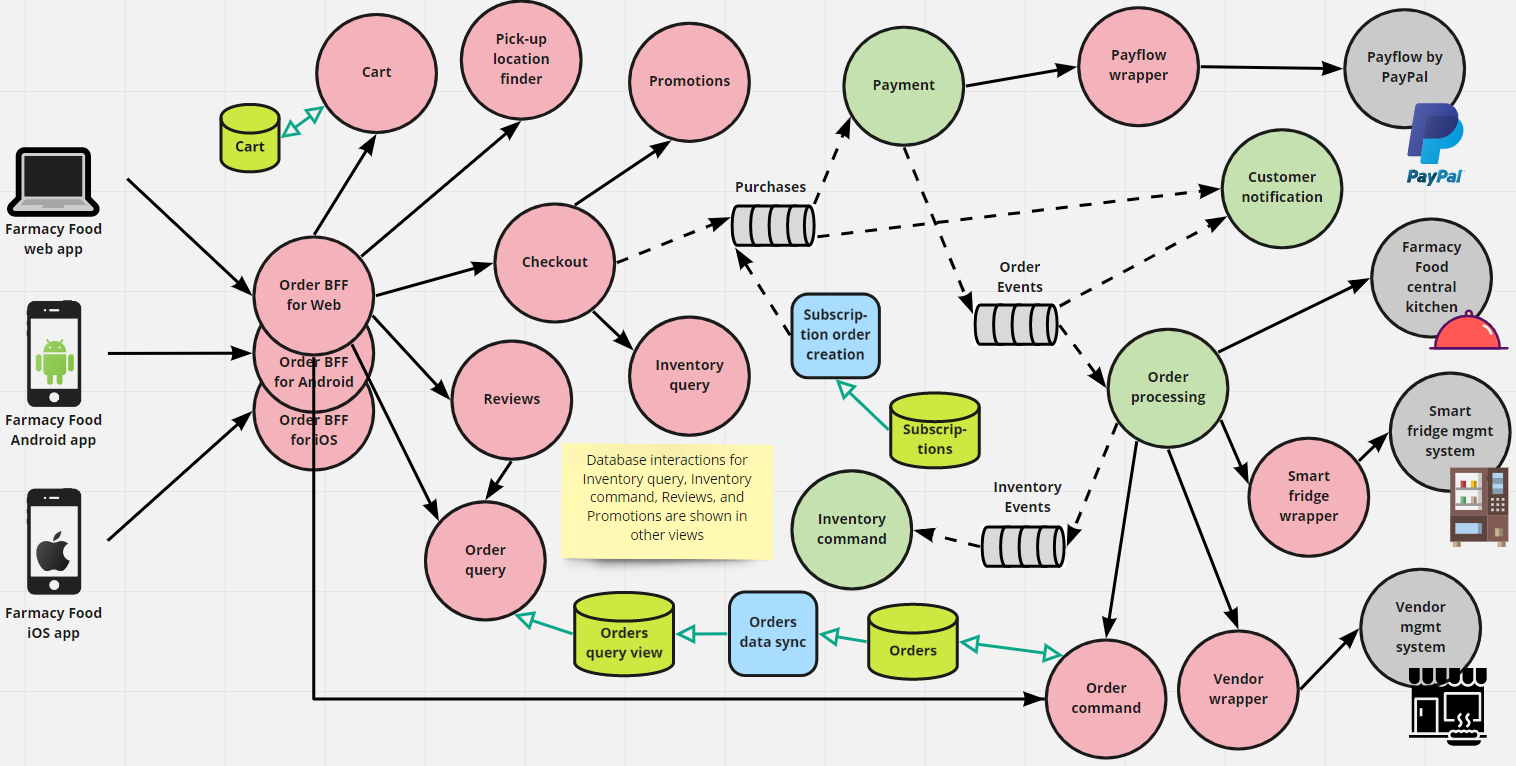 Cart
Pick-up
location
finder
Promotions
Payment
Payflow
wrapper
Payflow by
PayPal
Cart
PayPal
Farmacy Food
web app
Purchases
Customer
notification
Order BFF
for Web
Checkout
Order
Events
Farmacy
Food
central
kitchen
Subscrip-
tion order
creation
Order BFF
for Android
Inventory
query
Order
processing
Farmacy Food
Android app
Order BFF
for iOS
Reviews
Subscrip-
tions
Smart
fridge mgmt
system
Database interactions for
Inventory query, Inventory
command, Reviews, and
Promotions are shown in
other views
Inventory
Events
Smart
fridge
wrapper
Inventory
command
Order
query
Farmacy Food
iOS app
Orders
query view
Orders
data sync
Orders
Vendor
mgmt
system
Order
command
Vendor
wrapper